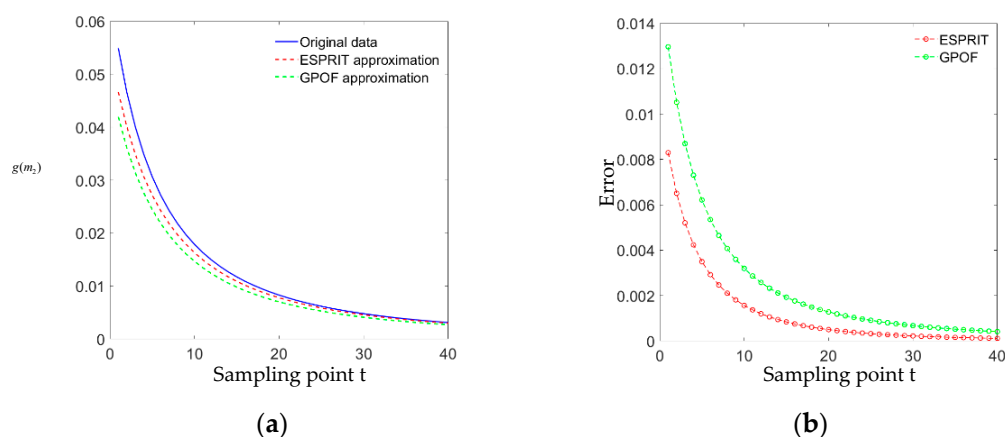 0.06
0.05
0.04
0.03
0.02
0.01
0
g(m₂)
0
10
20
30
40
Original data
ESPRIT approximation
GPOF approximation
Sampling point t
(a)
0.014
0.012
0.01
0.008
0.006
0.004
0.002
0
Error
0
10
20
30
40
ESPRIT
GPOF
Sampling point t
(b)